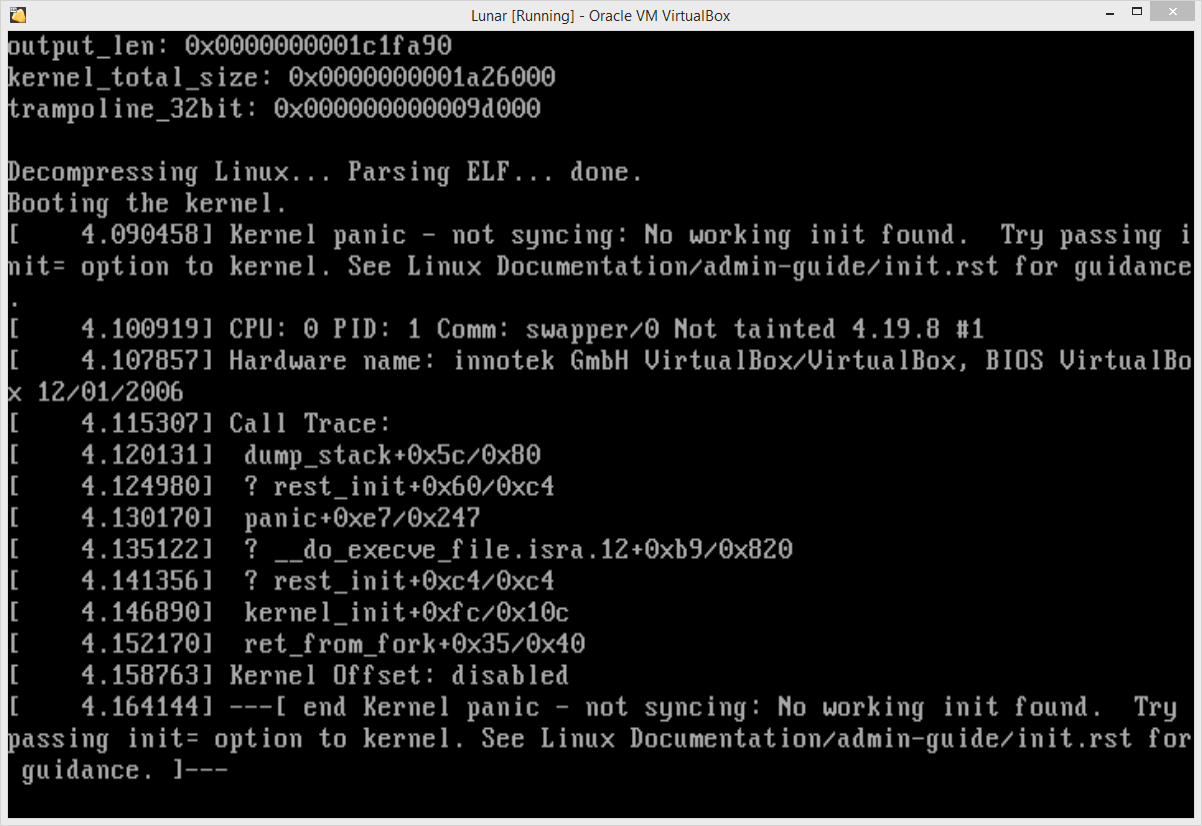 Lunar [Running] - Oracle VM VirtualBox
output_len: 0x0000000001c1fa90
kernel_total_size: 0x0000000001a26000
trampoline_32bit: 0x000000000009d000
Decompressing Linux... Parsing ELF... done.
Booting the kernel.
[    4.090458] Kernel panic - not syncing: No working init found.  Try passing i
nit= option to kernel. See Linux Documentation/admin-guide/init.rst for guidance
.
[    4.100919] CPU: 0 PID: 1 Comm: swapper/0 Not tainted 4.19.8 #1
[    4.107857] Hardware name: innotek GmbH VirtualBox/VirtualBox, BIOS VirtualBo
x 12/01/2006
[    4.115307] Call Trace:
[    4.120131]  dump_stack+0x5c/0x80
[    4.124980]  ? rest_init+0x60/0xc4
[    4.130170]  panic+0xe7/0x247
[    4.135122]  ? __do_execve_file.isra.12+0xb9/0x820
[    4.141356]  ? rest_init+0xc4/0xc4
[    4.146890]  kernel_init+0xfc/0x10c
[    4.152170]  ret_from_fork+0x35/0x40
[    4.158763] Kernel Offset: disabled
[    4.164144] ---[ end Kernel panic - not syncing: No working init found.  Try
passing init= option to kernel. See Linux Documentation/admin-guide/init.rst for
 guidance. ]---